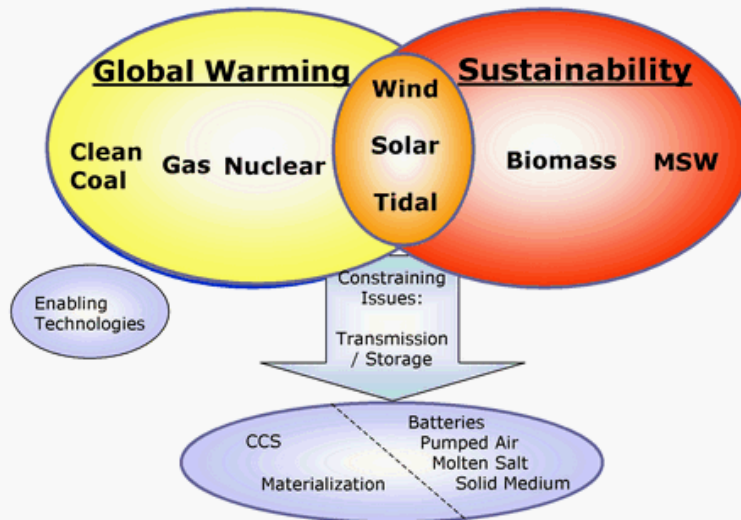 Global Warming
Sustainability
Wind
Solar
Tidal
Clean
Coal
Gas
Nuclear
Biomass
MSW
Enabling
Technologies
Constraining
Issues:
Transmission
/ Storage
CCS
Materialization
Batteries
Pumped Air
Molten Salt
Solid Medium